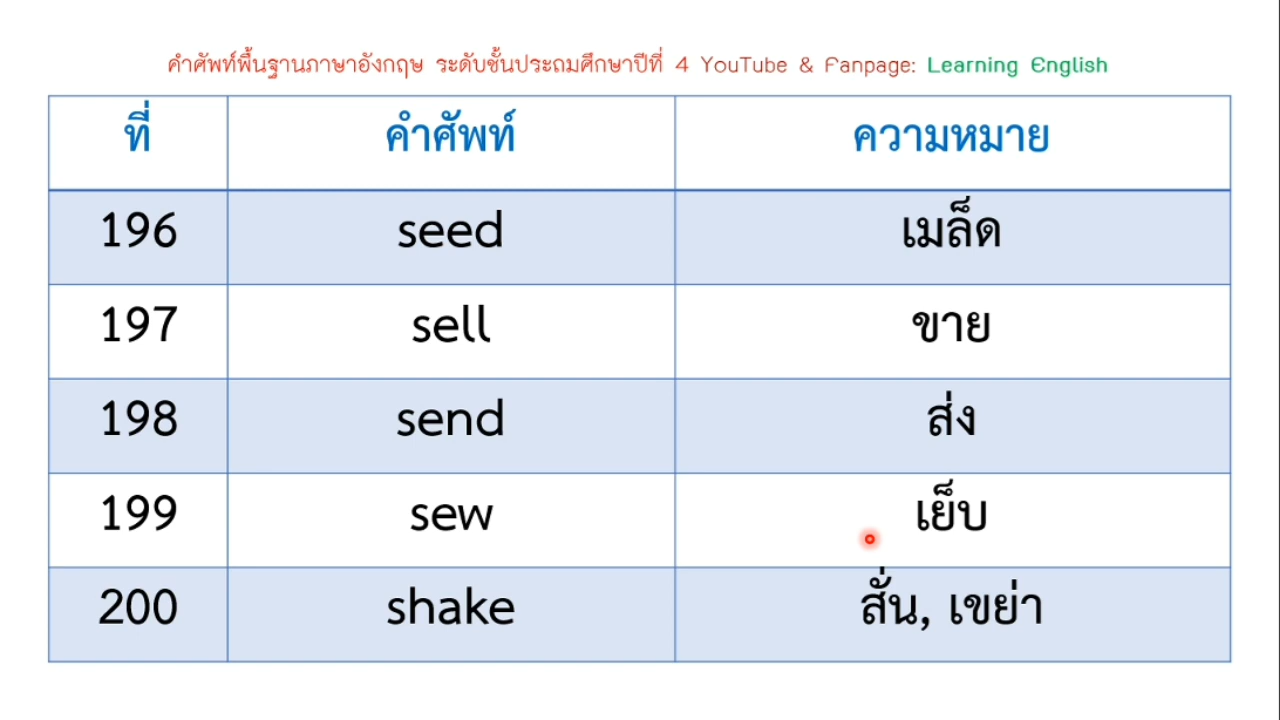 คำศัพท์พื้นฐานภาษาอังกฤษ ระดับชั้นประถมศึกษาปีที่ 4 YouTube & Fanpage: Learning English
ที่ คำศัพท์ ความหมาย
196 seed เมล็ด
197 sell ขาย
198 send ส่ง
199 sew เย็บ
200 shake สั่น, เขย่า